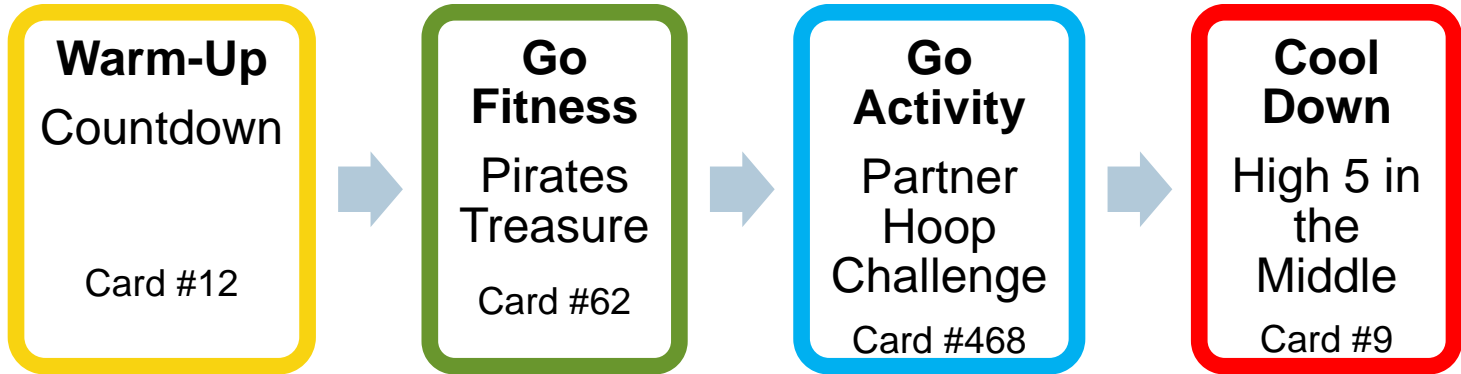 Warm-Up
Countdown
Card #12
Go
Fitness
Pirates
Treasure
Card #62
Go
Activity
Partner
Hoop
Challenge
Card #468
Cool
Down
High 5 in
the
Middle
Card #9